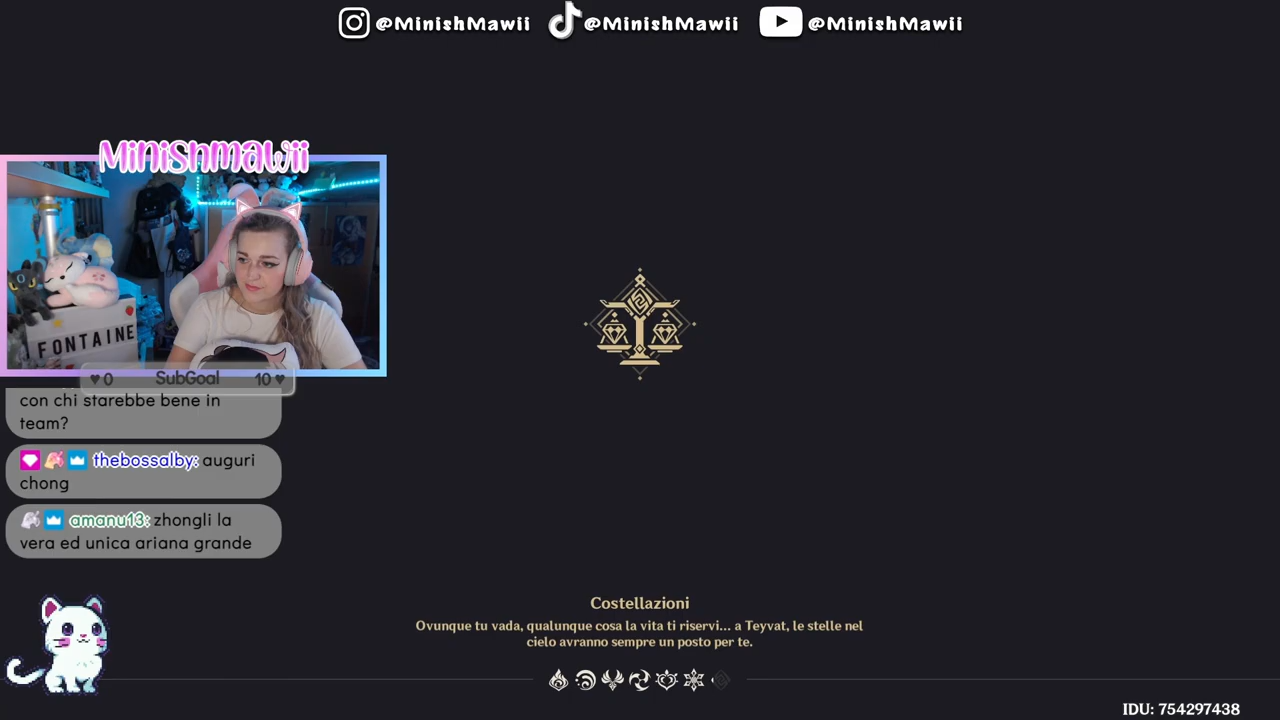 @MinishMawii @MinishMawii @MinishMawii
MiniShmawii
FONTAINE
♥ 0 SubGoal 10 ♥
con chi starebbe bene in
team?
thebossalby: auguri
chong
amanu13: zhongli la
vera ed unica ariana grande
Costellazioni
Ovunque tu vada, qualunque cosa la vita ti riservi... a Teyvat, le stelle nel
cielo avranno sempre un posto per te.
IDU: 754297438